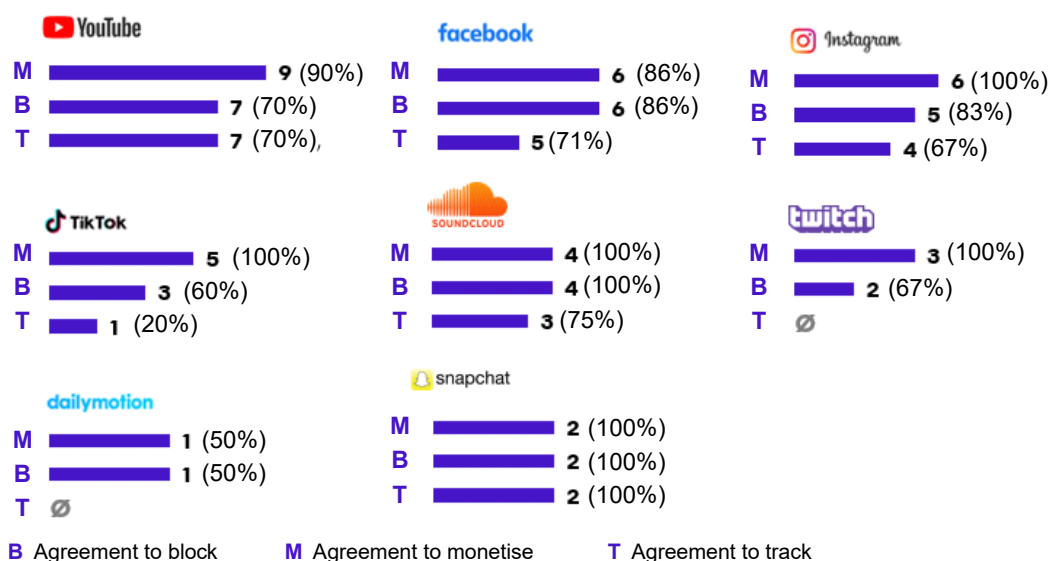 YouTube
M 9 (90%)
B 7 (70%)
T 7 (70%),
facebook
M 6 (86%)
B 6 (86%)
T 5 (71%)
Instagram
M 6 (100%)
B 5 (83%)
T 4 (67%)
TikTok
M 5 (100%)
B 3 (60%)
T 1 (20%)
SOUNDCLOUD
M 4 (100%)
B 4 (100%)
T 3 (75%)
twitch
M 3 (100%)
B 2 (67%)
T Ø
dailymotion
M 1 (50%)
B 1 (50%)
T Ø
snapchat
M 2 (100%)
B 2 (100%)
T 2 (100%)
B Agreement to block M Agreement to monetise T Agreement to track